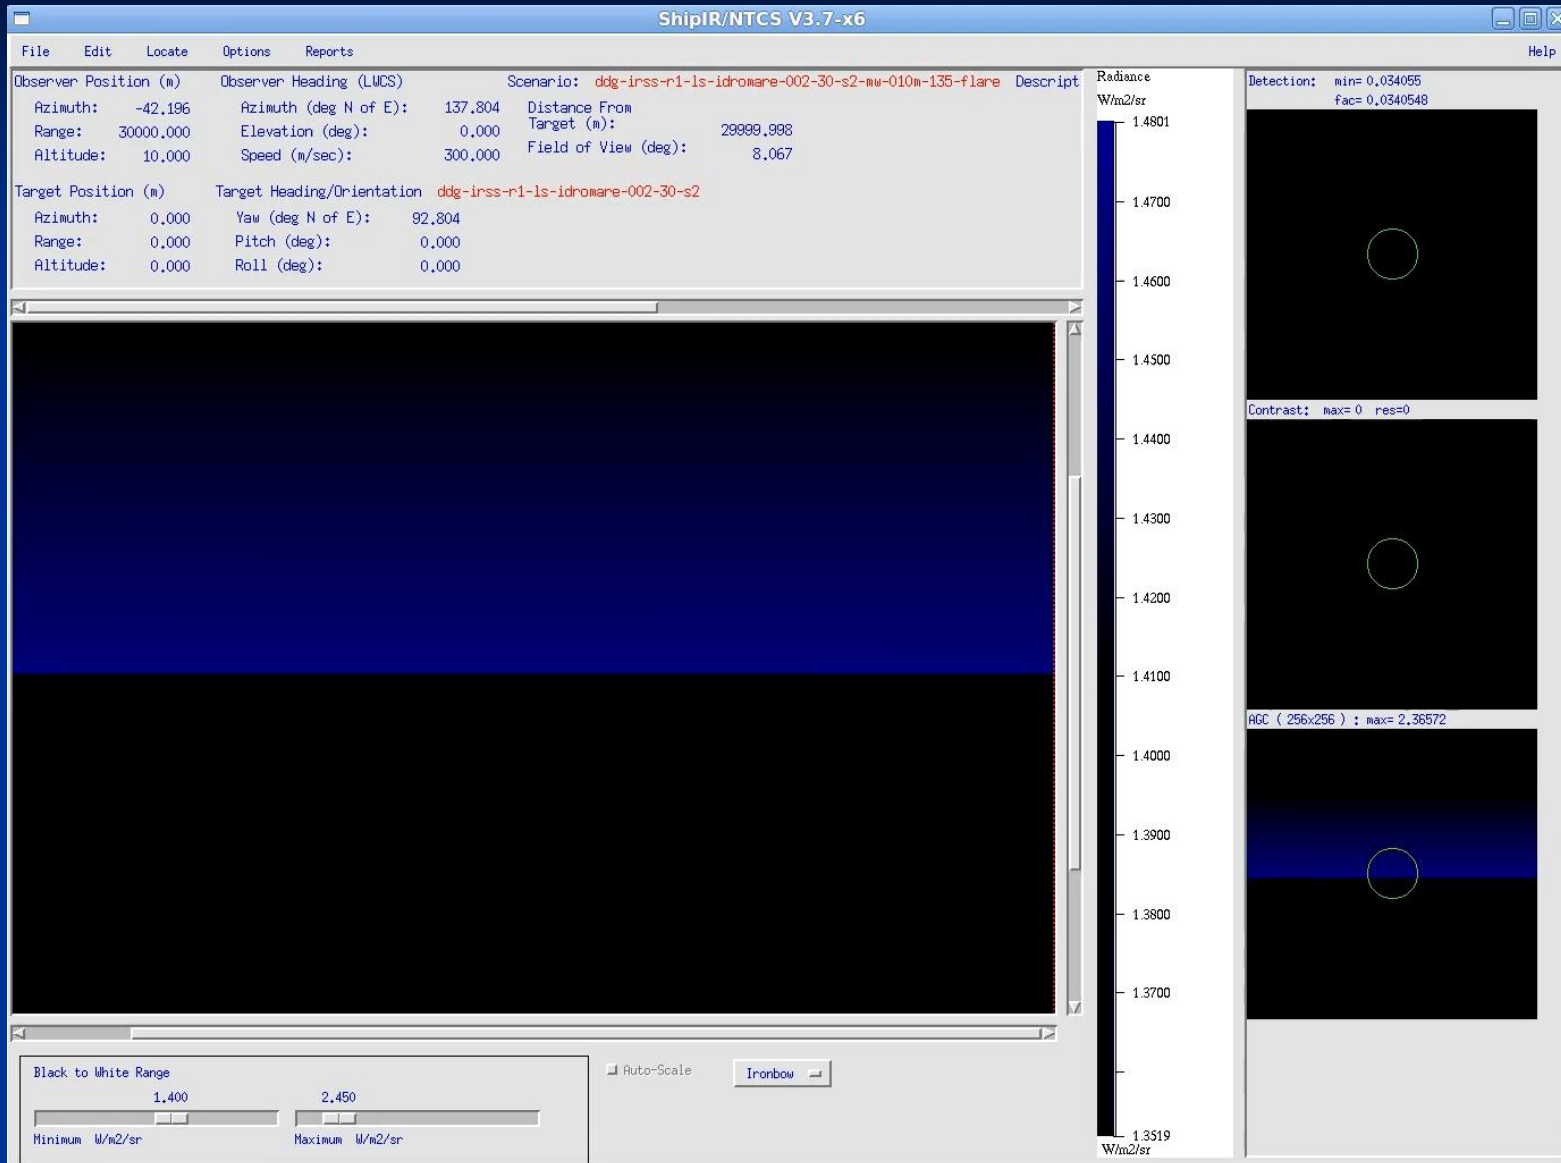 ShipIR/NTCS V3.7-x6
File Edit Locate Options Reports Help
Observer Position (m) Observer Heading (LWCS) Scenario: ddg-irss-r1-ls-idromare-002-30-s2-mw-010m-135-flare Descript
Azimuth: -42.196 Azimuth (deg N of E): 137.804 Distance From
Range: 30000.000 Elevation (deg): 0.000 Target (m): 29999.998
Altitude: 10.000 Speed (m/sec): 300.000 Field of View (deg): 8.067
Target Position (m) Target Heading/Orientation ddg-irss-r1-ls-idromare-002-30-s2
Azimuth: 0.000 Yaw (deg N of E): 92.804
Range: 0.000 Pitch (deg): 0.000
Altitude: 0.000 Roll (deg): 0.000
Radiance
W/m2/sr
1.4801
1.4700
1.4600
1.4500
1.4400
1.4300
1.4200
1.4100
1.4000
1.3900
1.3800
1.3700
1.3519
W/m2/sr
Detection: min= 0.034055
fac= 0.0340548
Contrast: max= 0 res=0
AGC ( 256x256 ) : max= 2.36572
Black to White Range
1.400 2.450
Minimum W/m2/sr Maximum W/m2/sr
Auto-Scale
Ironbow